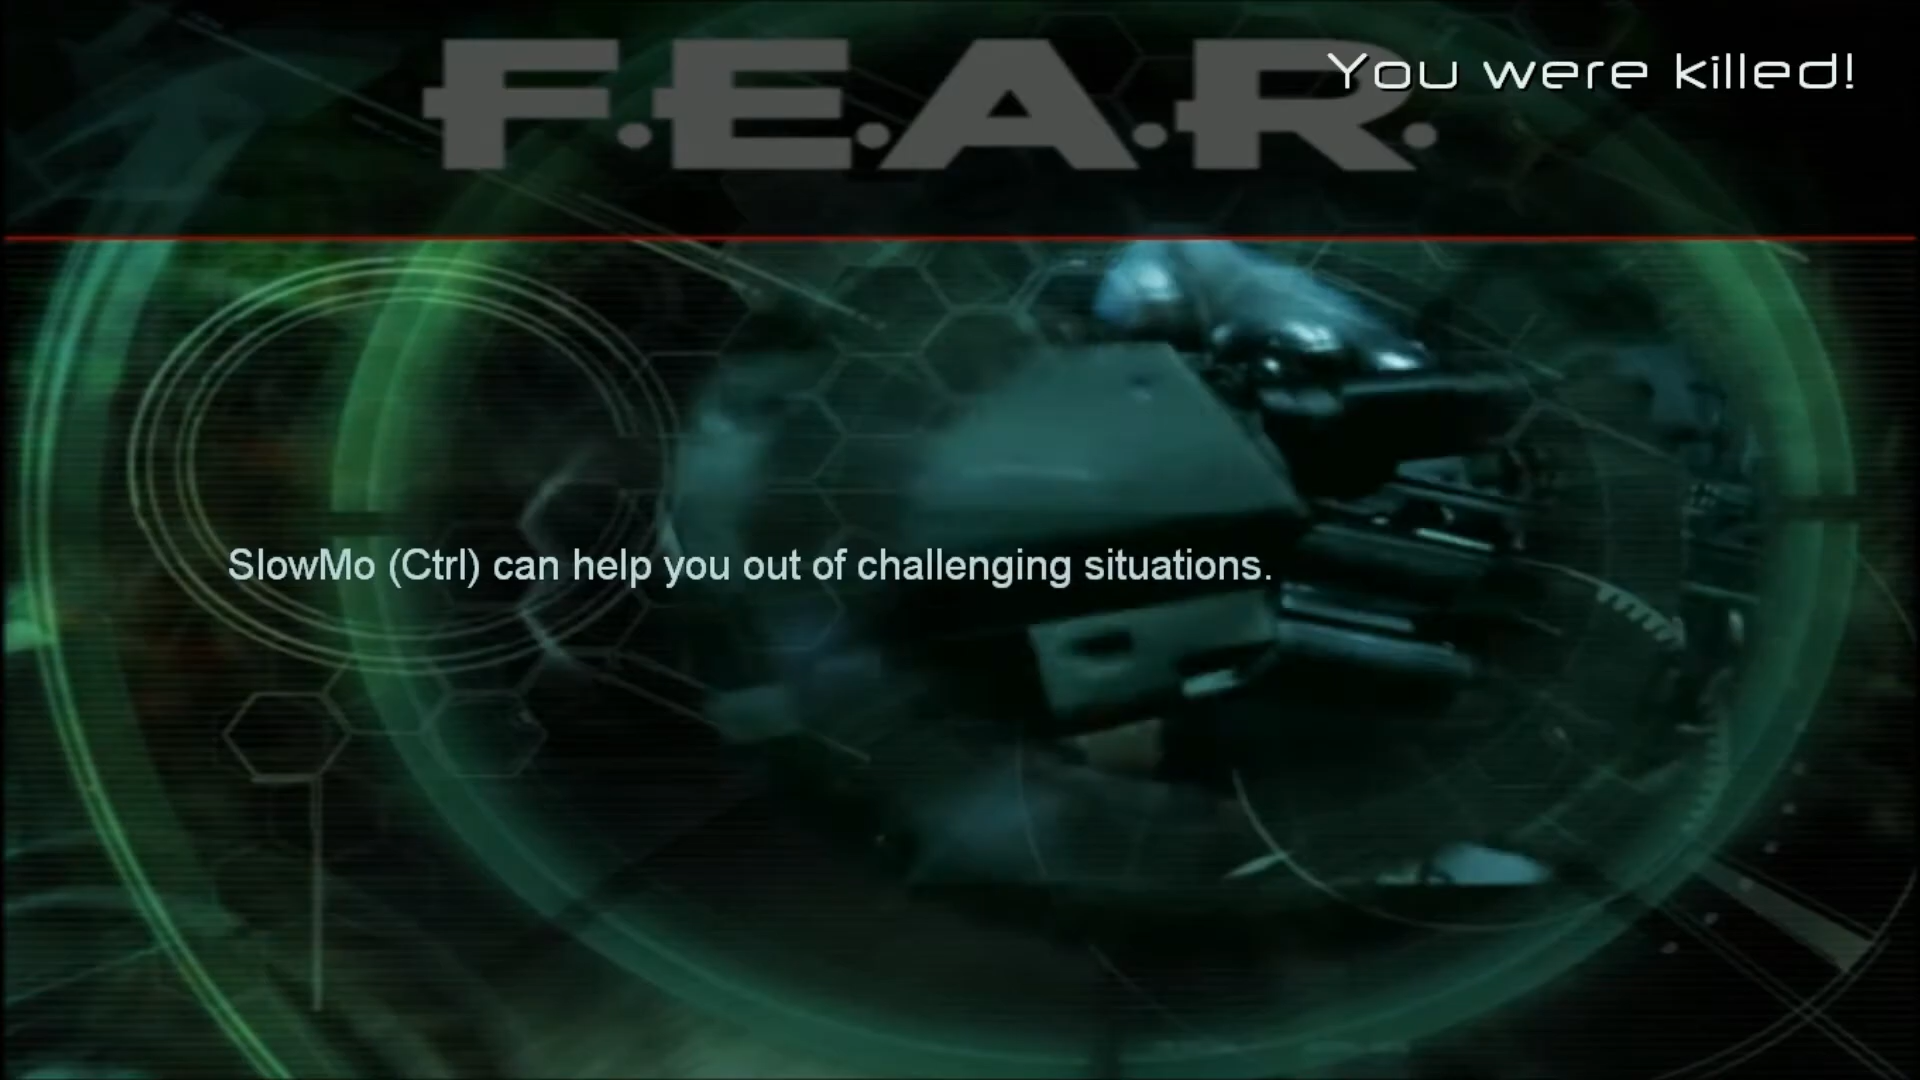 F.E.A.R.
You were killed!
SlowMo (Ctrl) can help you out of challenging situations.